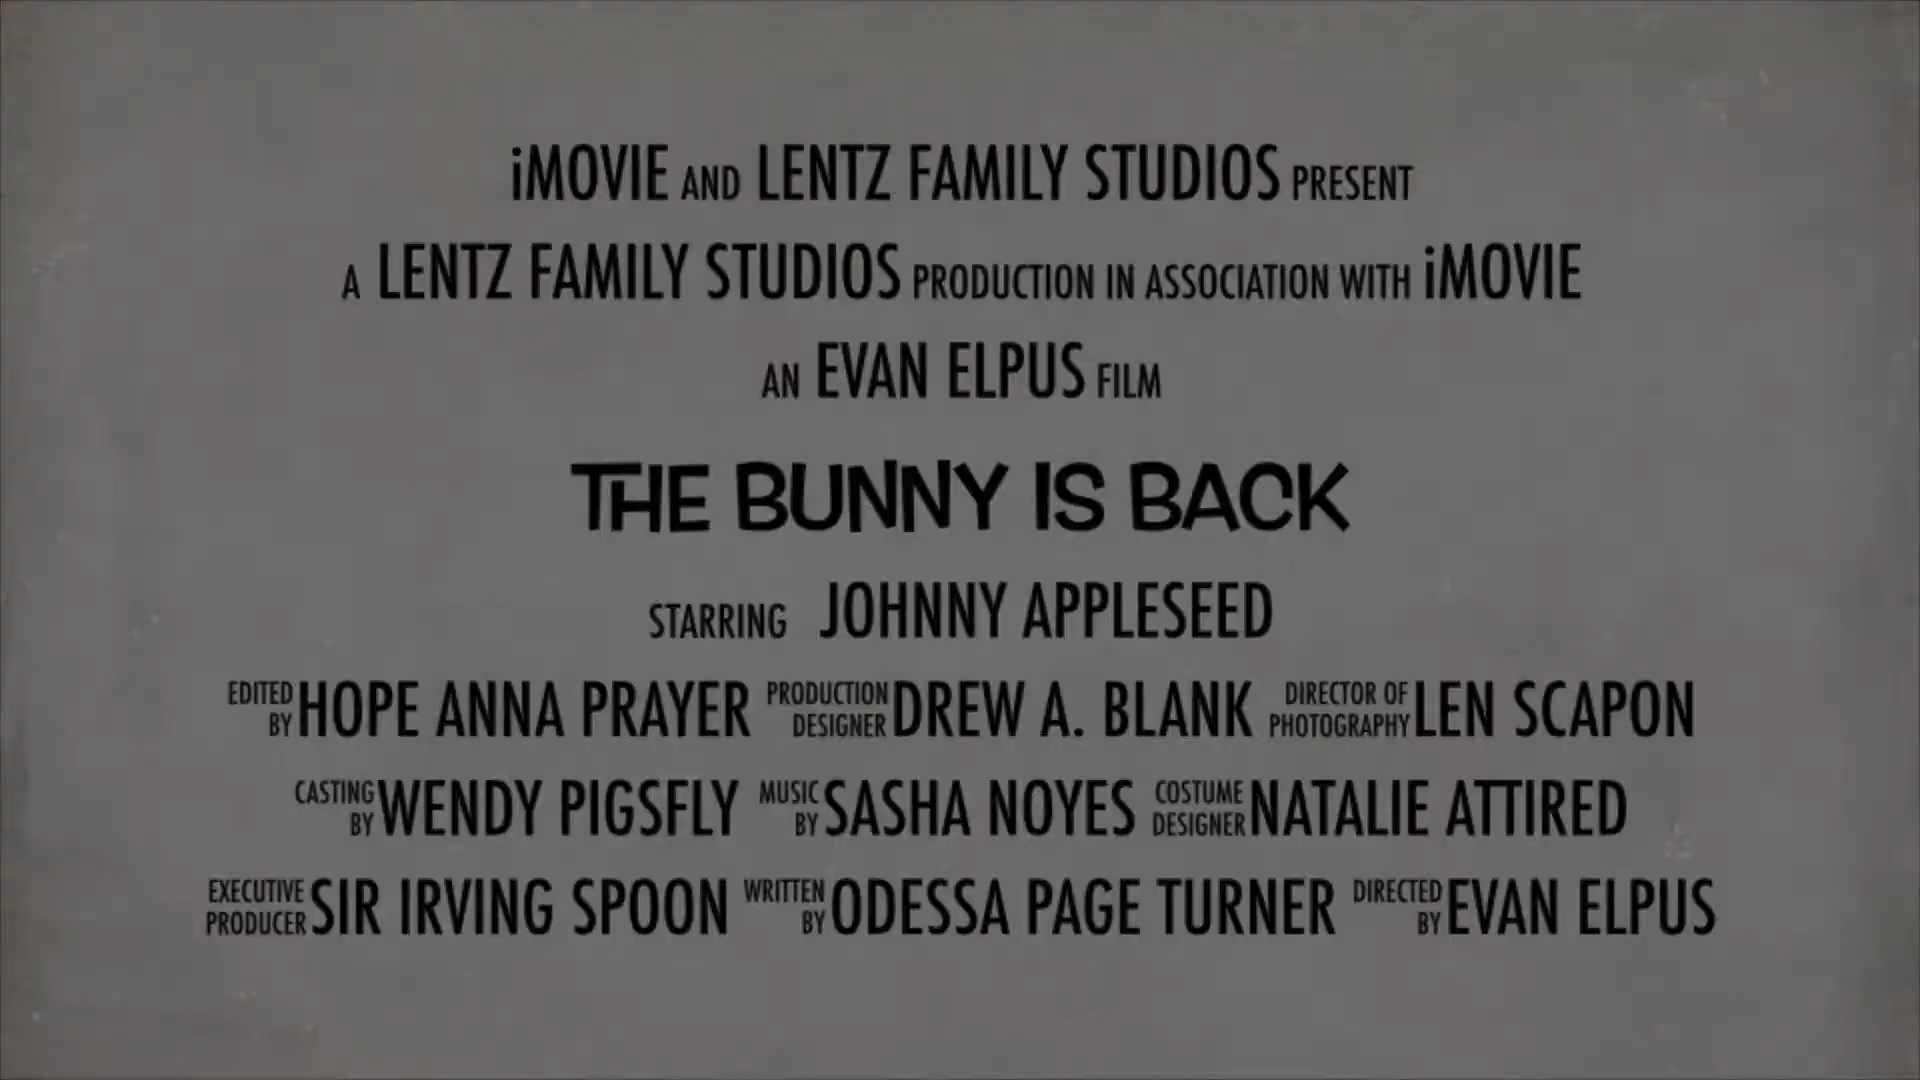 iMOVIE AND LENTZ FAMILY STUDIOS PRESENT
A LENTZ FAMILY STUDIOS PRODUCTION IN ASSOCIATION WITH iMOVIE
AN EVAN ELPUS FILM
THE BUNNY IS BACK
STARRING JOHNNY APPLESEED
EDITED BY HOPE ANNA PRAYER PRODUCTION DESIGNER DREW A. BLANK DIRECTOR OF PHOTOGRAPHY LEN SCAPON
CASTING BY WENDY PIGSFLY MUSIC BY SASHA NOYES COSTUME DESIGNER NATALIE ATTIRED
EXECUTIVE PRODUCER SIR IRVING SPOON WRITTEN BY ODESSA PAGE TURNER DIRECTED BY EVAN ELPUS